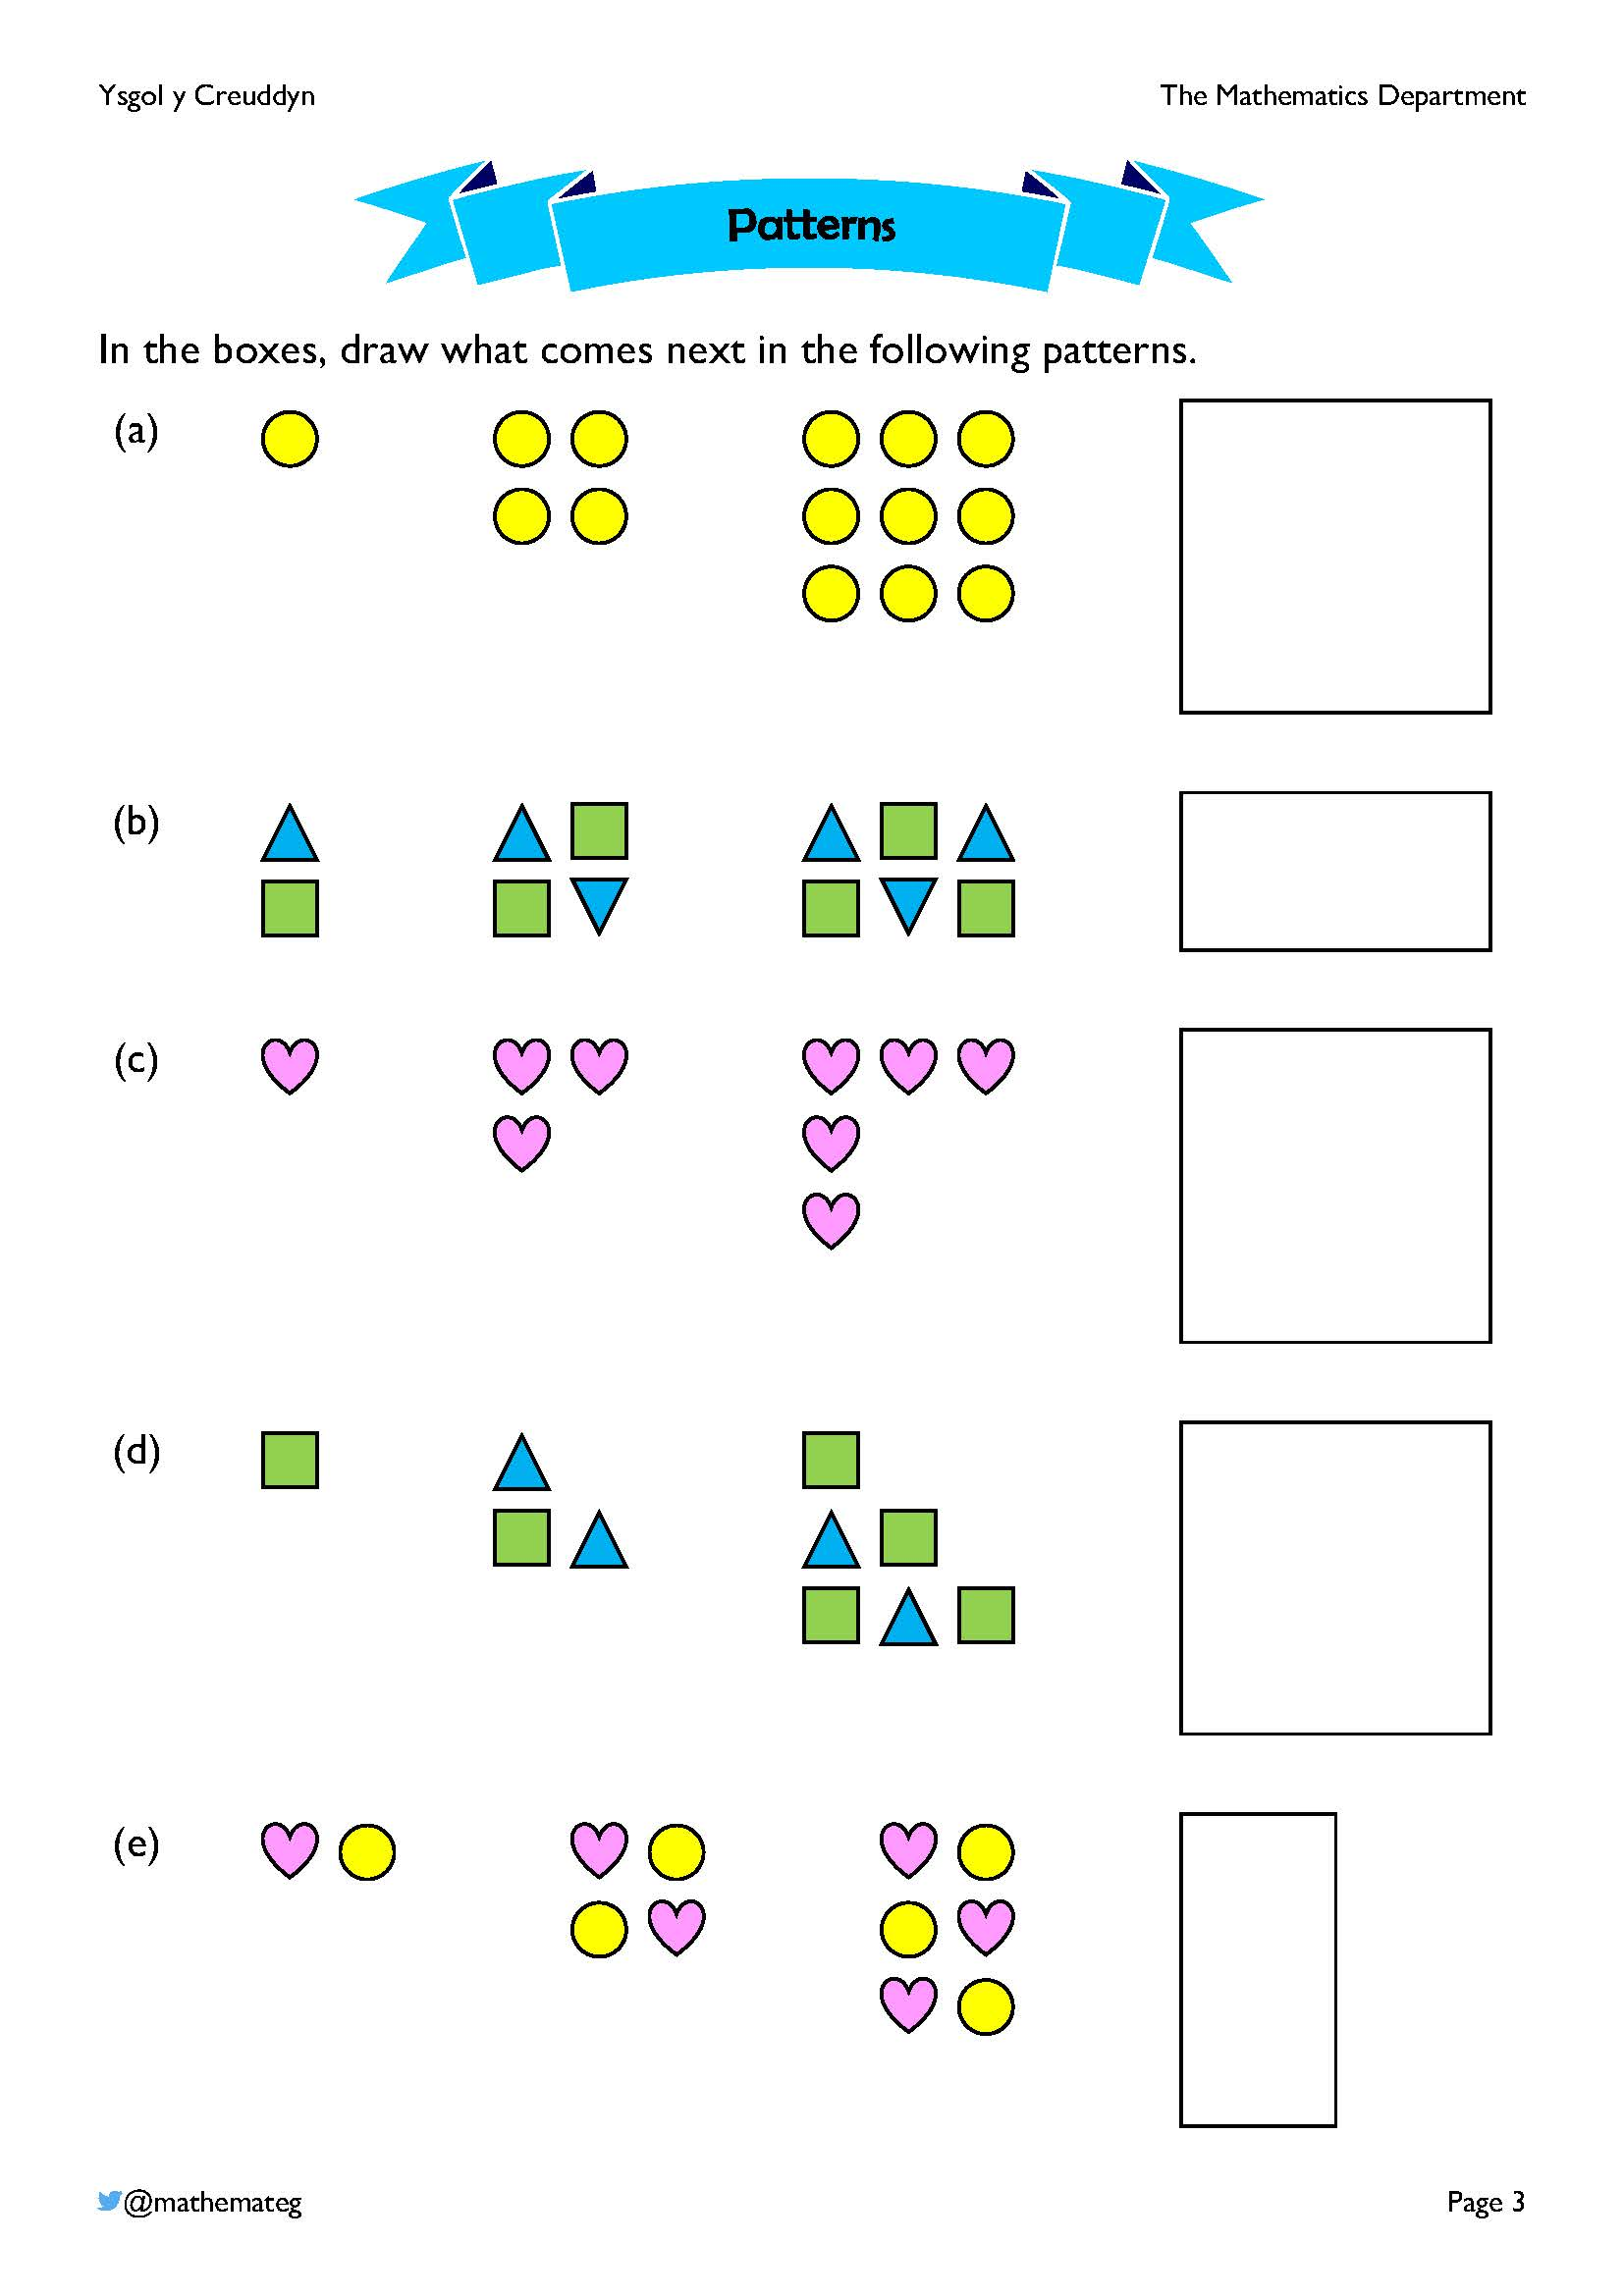 Ysgol y Creuddyn The Mathematics Department
Patterns
In the boxes, draw what comes next in the following patterns.
(a)
(b)
(c)
(d)
(e)
@mathemateg Page 3